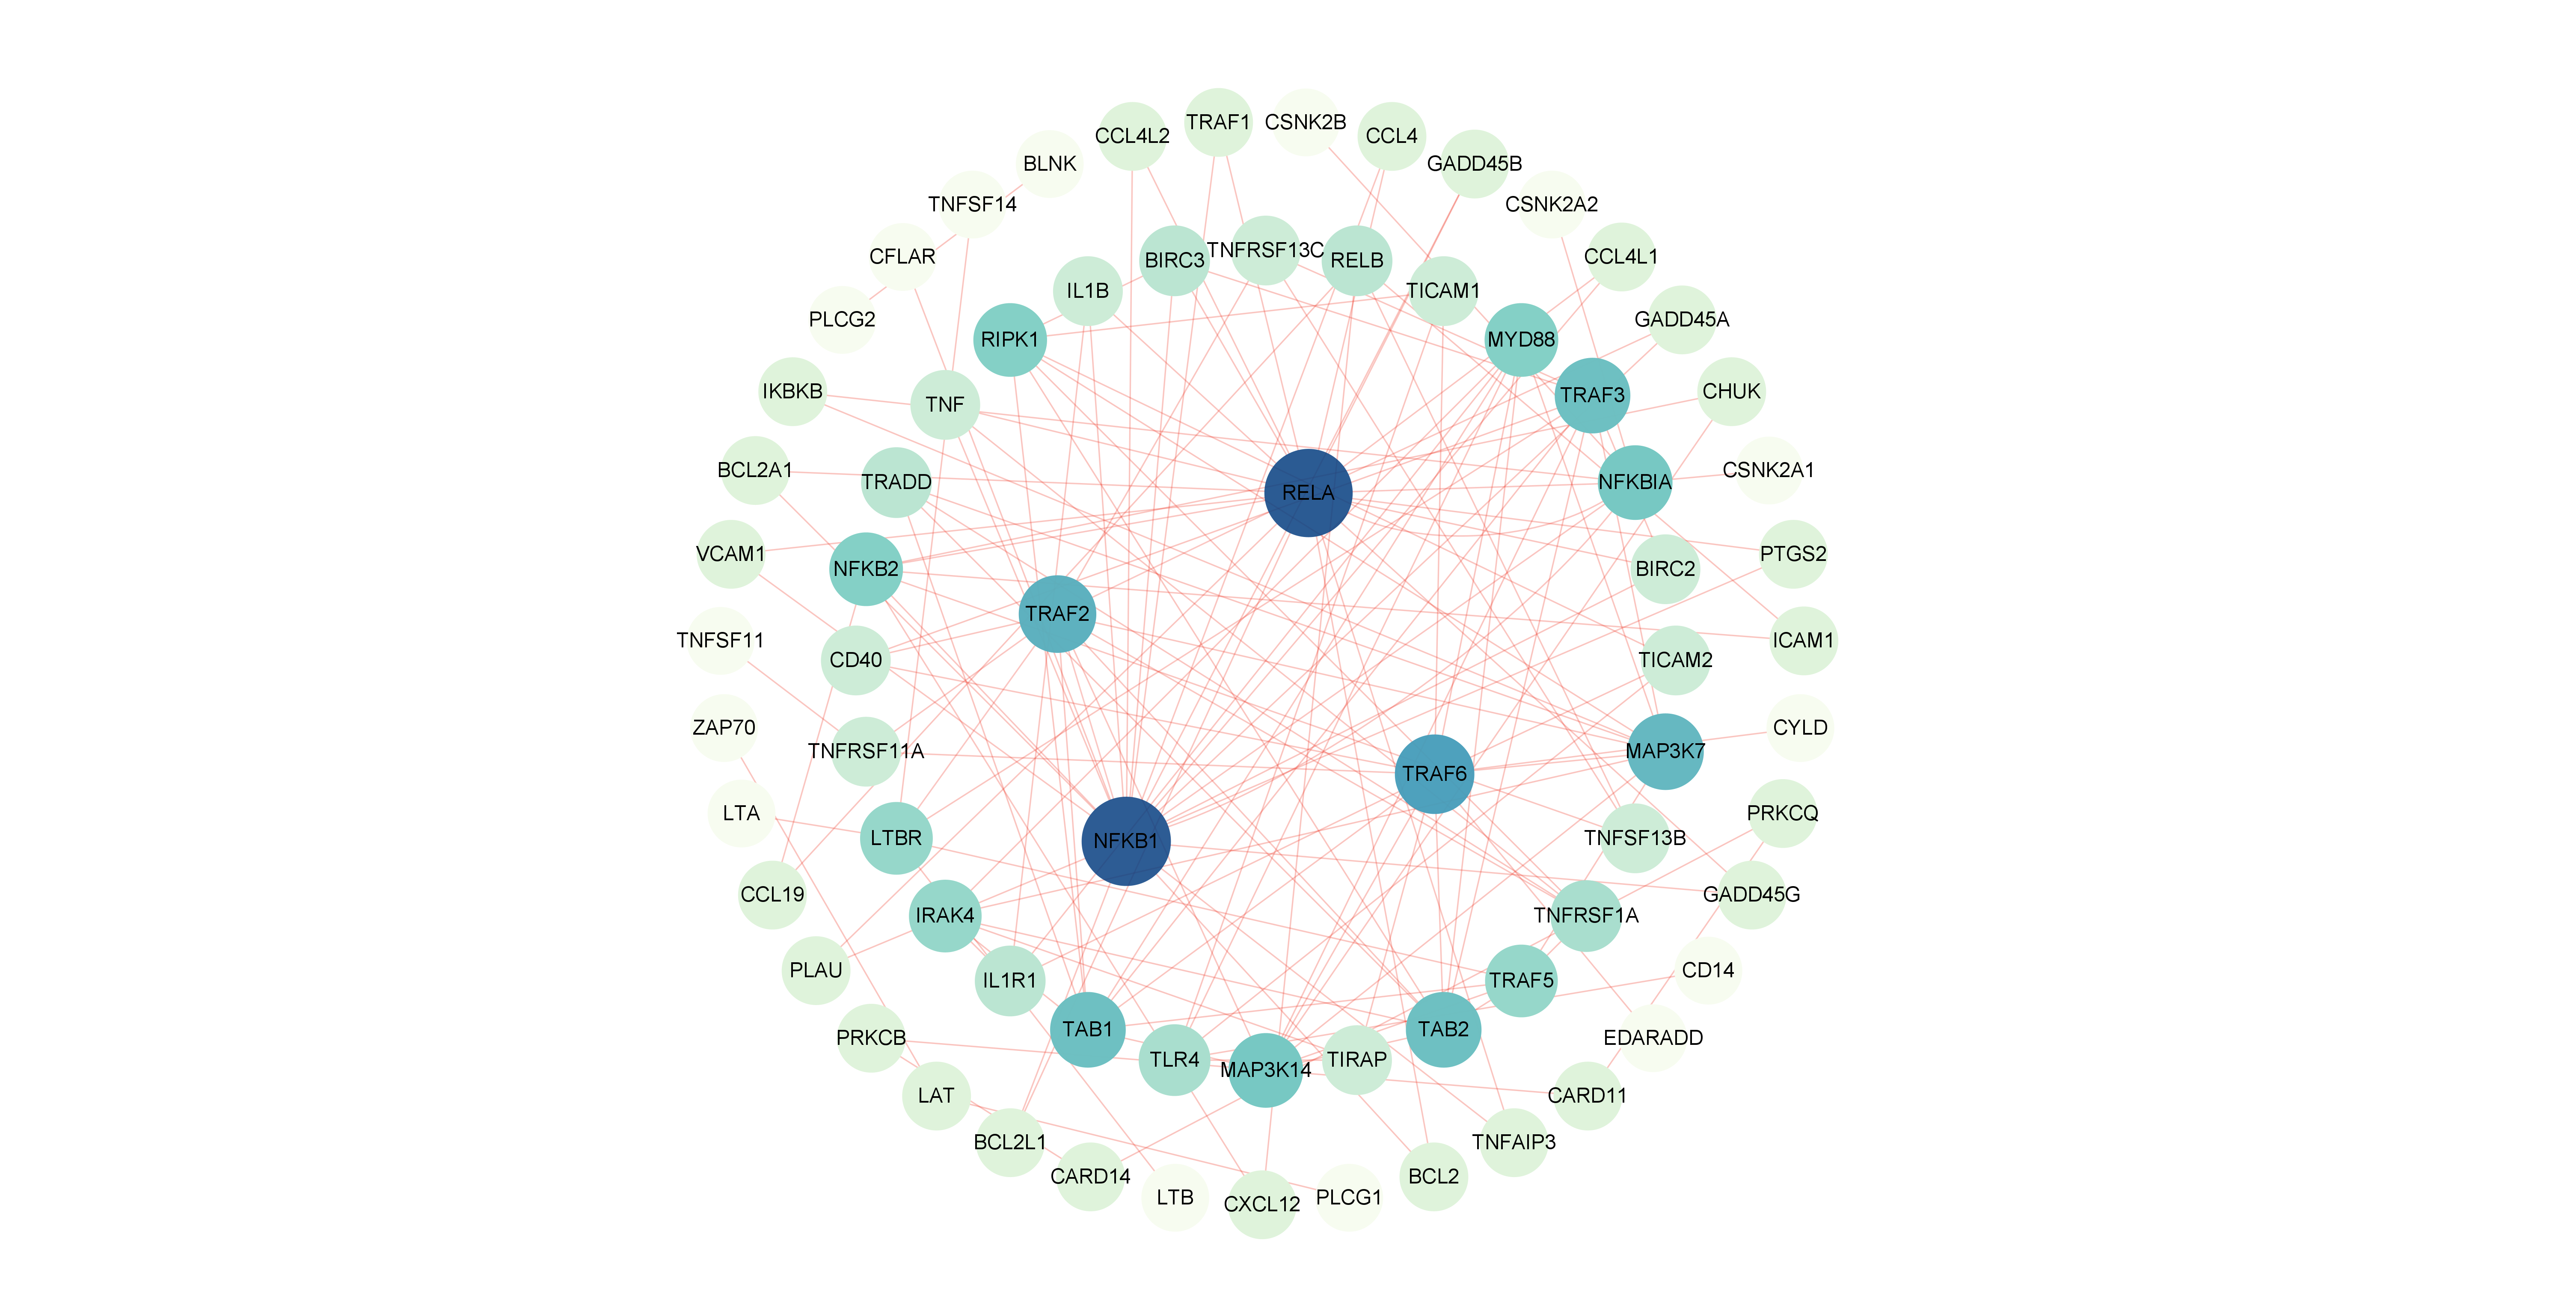 TRAF1
CSNK2B
CCL4L2
CCL4
BLNK
GADD45B
TNFSF14
CSNK2A2
TNFRSF13C
CFLAR
CCL4L1
BIRC3
RELB
IL1B
TICAM1
PLCG2
GADD45A
RIPK1
MYD88
IKBKB
CHUK
TRAF3
TNF
BCL2A1
CSNK2A1
TRADD
NFKBIA
RELA
VCAM1
PTGS2
NFKB2
BIRC2
TRAF2
TNFSF11
ICAM1
CD40
TICAM2
ZAP70
CYLD
TNFRSF11A
MAP3K7
TRAF6
LTA
PRKCQ
LTBR
TNFSF13B
NFKB1
CCL19
GADD45G
IRAK4
TNFRSF1A
PLAU
CD14
IL1R1
TRAF5
TAB1
TAB2
PRKCB
EDARADD
TLR4
TIRAP
MAP3K14
LAT
CARD11
BCL2L1
TNFAIP3
CARD14
BCL2
LTB
PLCG1
CXCL12